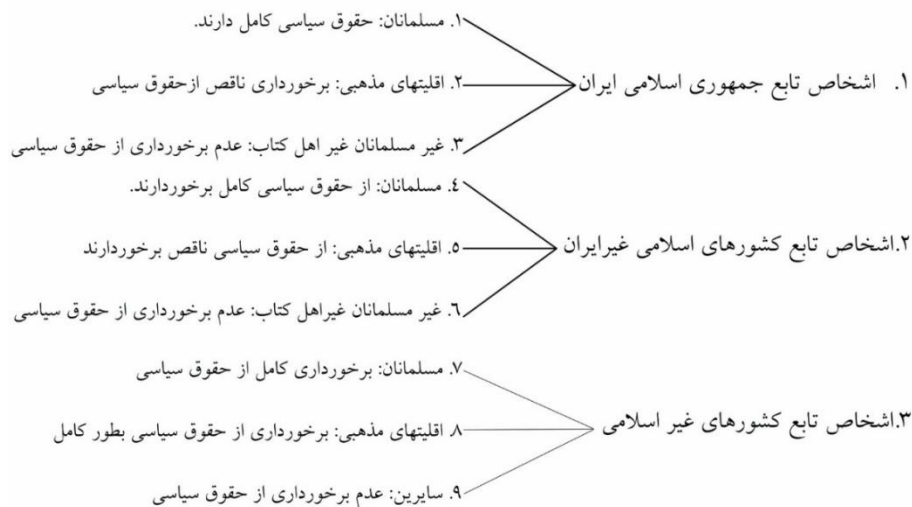 ۱. مسلمانان: حقوق سیاسی کامل دارند.
۱. اشخاص تابع جمهوری اسلامی ایران
۲. اقلیتهای مذهبی: برخورداری ناقص ازحقوق سیاسی
۳. غیر مسلمانان غیر اهل کتاب: عدم برخورداری از حقوق سیاسی
۴. مسلمانان: از حقوق سیاسی کامل برخوردارند.
۲.اشخاص تابع کشورهای اسلامی غیرایران
۵. اقلیتهای مذهبی: از حقوق سیاسی ناقص برخوردارند
۶. غیر مسلمانان غیراهل کتاب: عدم برخورداری از حقوق سیاسی
۷. مسلمانان: برخورداری کامل از حقوق سیاسی
۳.اشخاص تابع کشورهای غیر اسلامی
۸. اقلیتهای مذهبی: برخورداری از حقوق سیاسی بطور کامل
۹. سایرین: عدم برخورداری از حقوق سیاسی